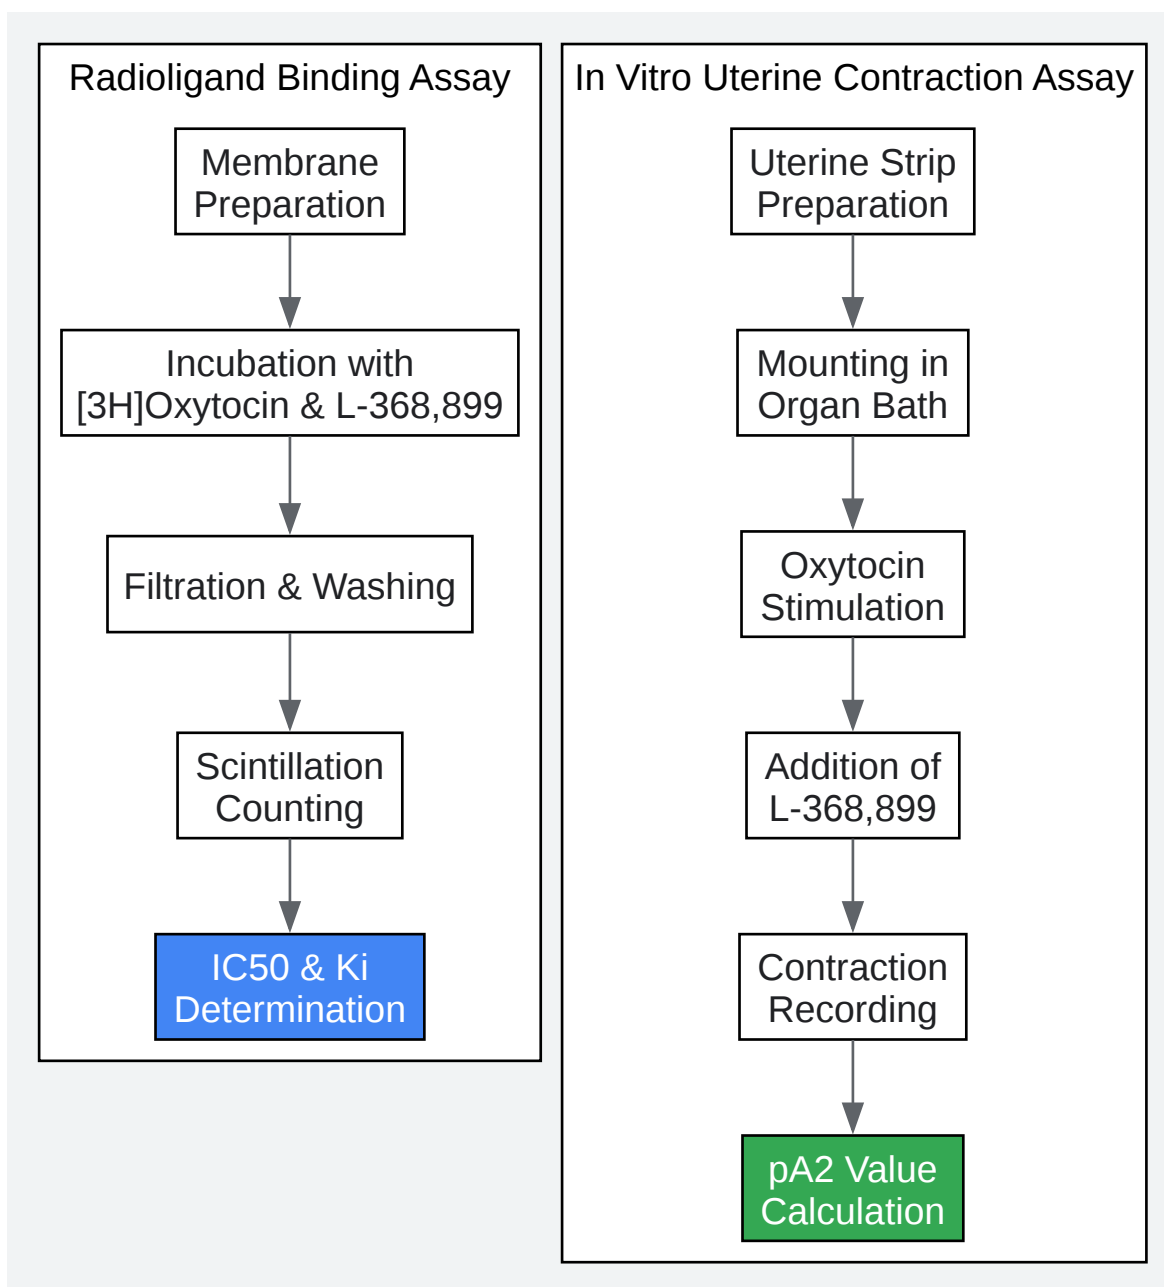 Radioligand Binding Assay
Membrane
Preparation
Incubation with
[3H]Oxytocin & L-368,899
Filtration & Washing
Scintillation
Counting
IC50 & Ki
Determination
In Vitro Uterine Contraction Assay
Uterine Strip
Preparation
Mounting in
Organ Bath
Oxytocin
Stimulation
Addition of
L-368,899
Contraction
Recording
pA2 Value
Calculation